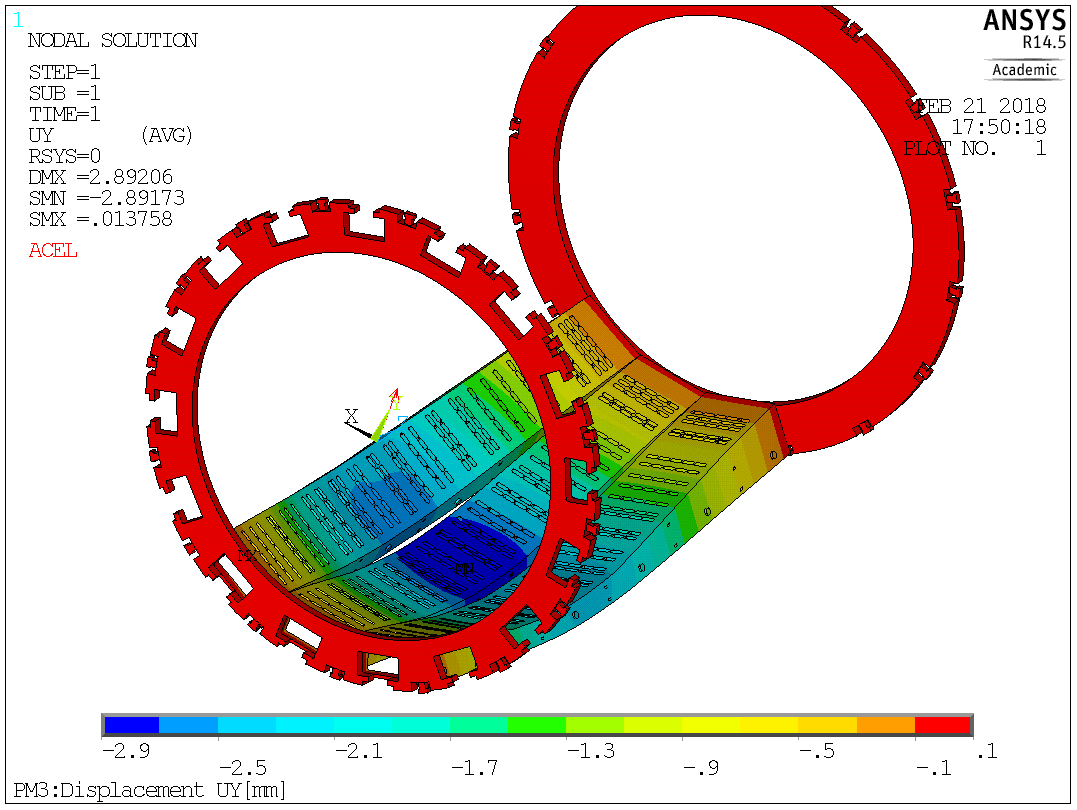 1
NODAL SOLUTION
STEP=1
SUB =1
TIME=1
UY (AVG)
RSYS=0
DMX =2.89206
SMN =-2.89173
SMX =.013758
ACEL
ANSYS
R14.5
Academic
FEB 21 2018
17:50:18
PLOT NO. 1
X
Y
MX
MN
-2.9 -2.1 -1.3 -.5 .1
-2.5 -1.7 -.9 -.1
PM3:Displacement UY[mm]